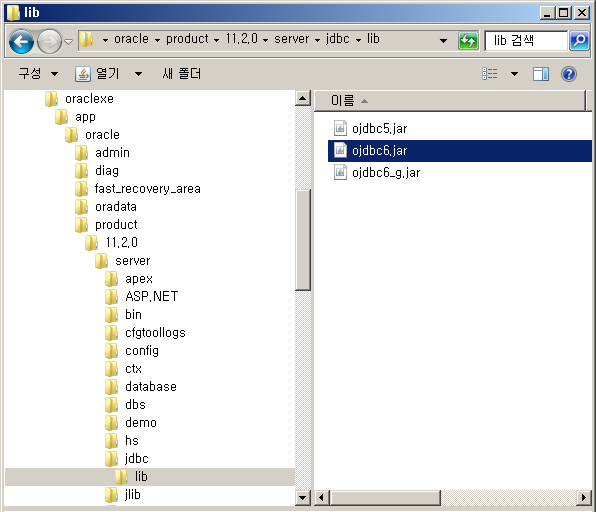 lib
oracle product 11.2.0 server jdbc lib
lib 검색
구성 열기 새 폴더
oraclexe
app
oracle
admin
diag
fast_recovery_area
oradata
product
11.2.0
server
apex
ASP.NET
bin
cfgtoollogs
config
ctx
database
dbs
demo
hs
jdbc
lib
jlib
이름
ojdbc5.jar
ojdbc6.jar
ojdbc6_g.jar